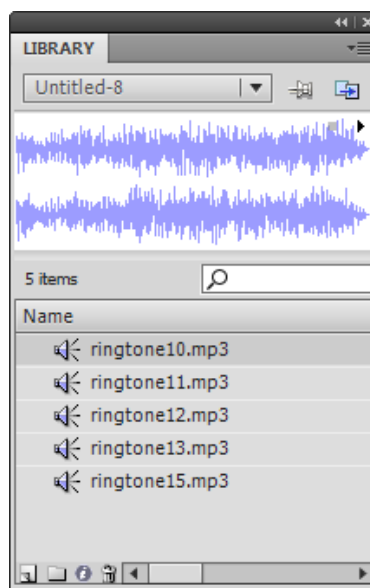 LIBRARY
Untitled-8
5 items
Name
ringtone10.mp3
ringtone11.mp3
ringtone12.mp3
ringtone13.mp3
ringtone15.mp3